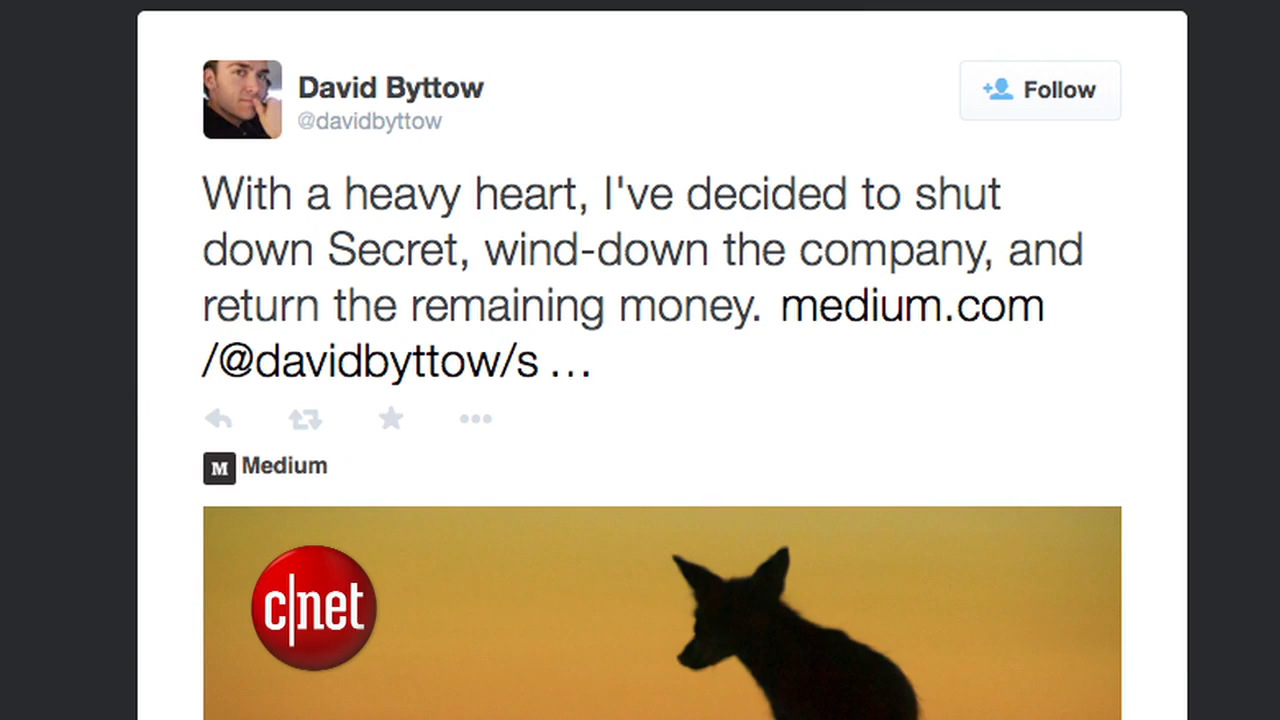 David Byttow
@davidbyttow
Follow
With a heavy heart, I've decided to shut
down Secret, wind-down the company, and
return the remaining money. medium.com
/@davidbyttow/s ...
M Medium
c|net